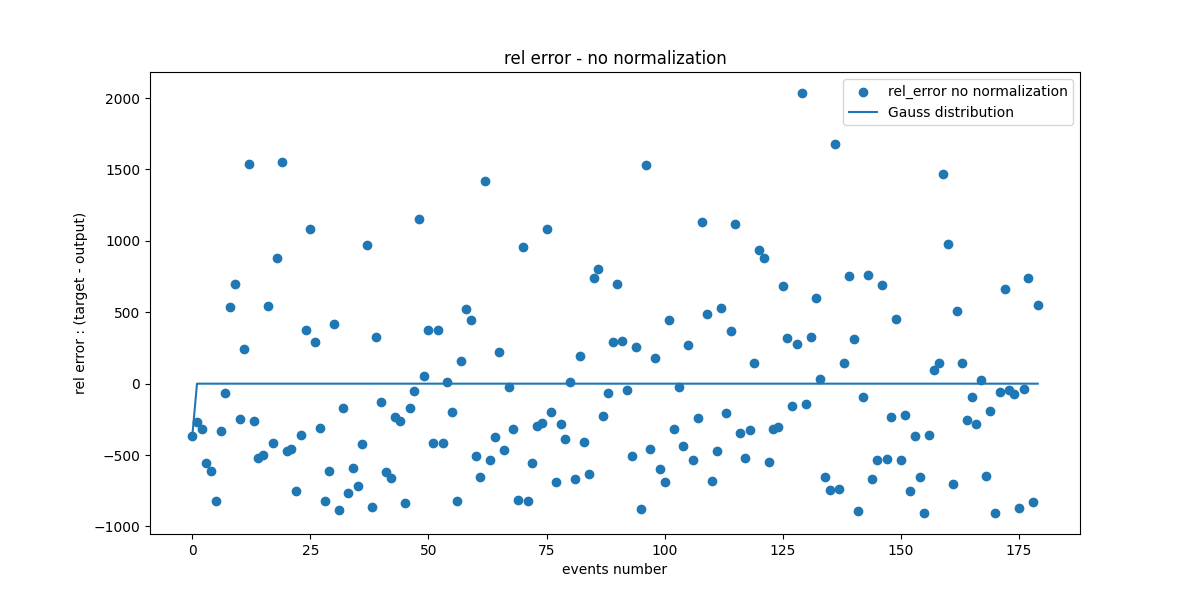 rel error - no normalization
rel_error no normalization
Gauss distribution
2000
1500
1000
500
0
−500
−1000
rel error : (target - output)
0 25 50 75 100 125 150 175
events number